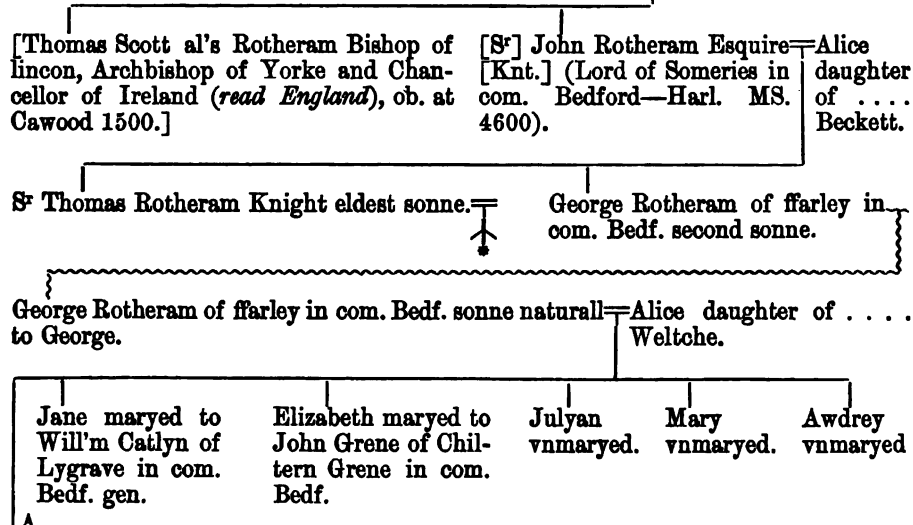 [Thomas Scott al's Rotheram Bishop of
lincon, Archbishop of Yorke and Chan-
cellor of Ireland (read England), ob. at
Cawood 1500.]
[Sr] John Rotheram Esquire
[Knt.] (Lord of Someries in
com. Bedford—Harl. MS.
4600).
Alice
daughter
of ....
Beckett.
Sr Thomas Rotheram Knight eldest sonne.
George Rotheram of ffarley in
com. Bedf. second sonne.
George Rotheram of ffarley in com. Bedf. sonne naturall
to George.
Alice daughter of ....
Weltche.
Jane maryed to
Will'm Catlyn of
Lygrave in com.
Bedf. gen.
Elizabeth maryed to
John Grene of Chil-
tern Grene in com.
Bedf.
Julyan
vnmaryed.
Mary
vnmaryed.
Awdrey
vnmaryed
A